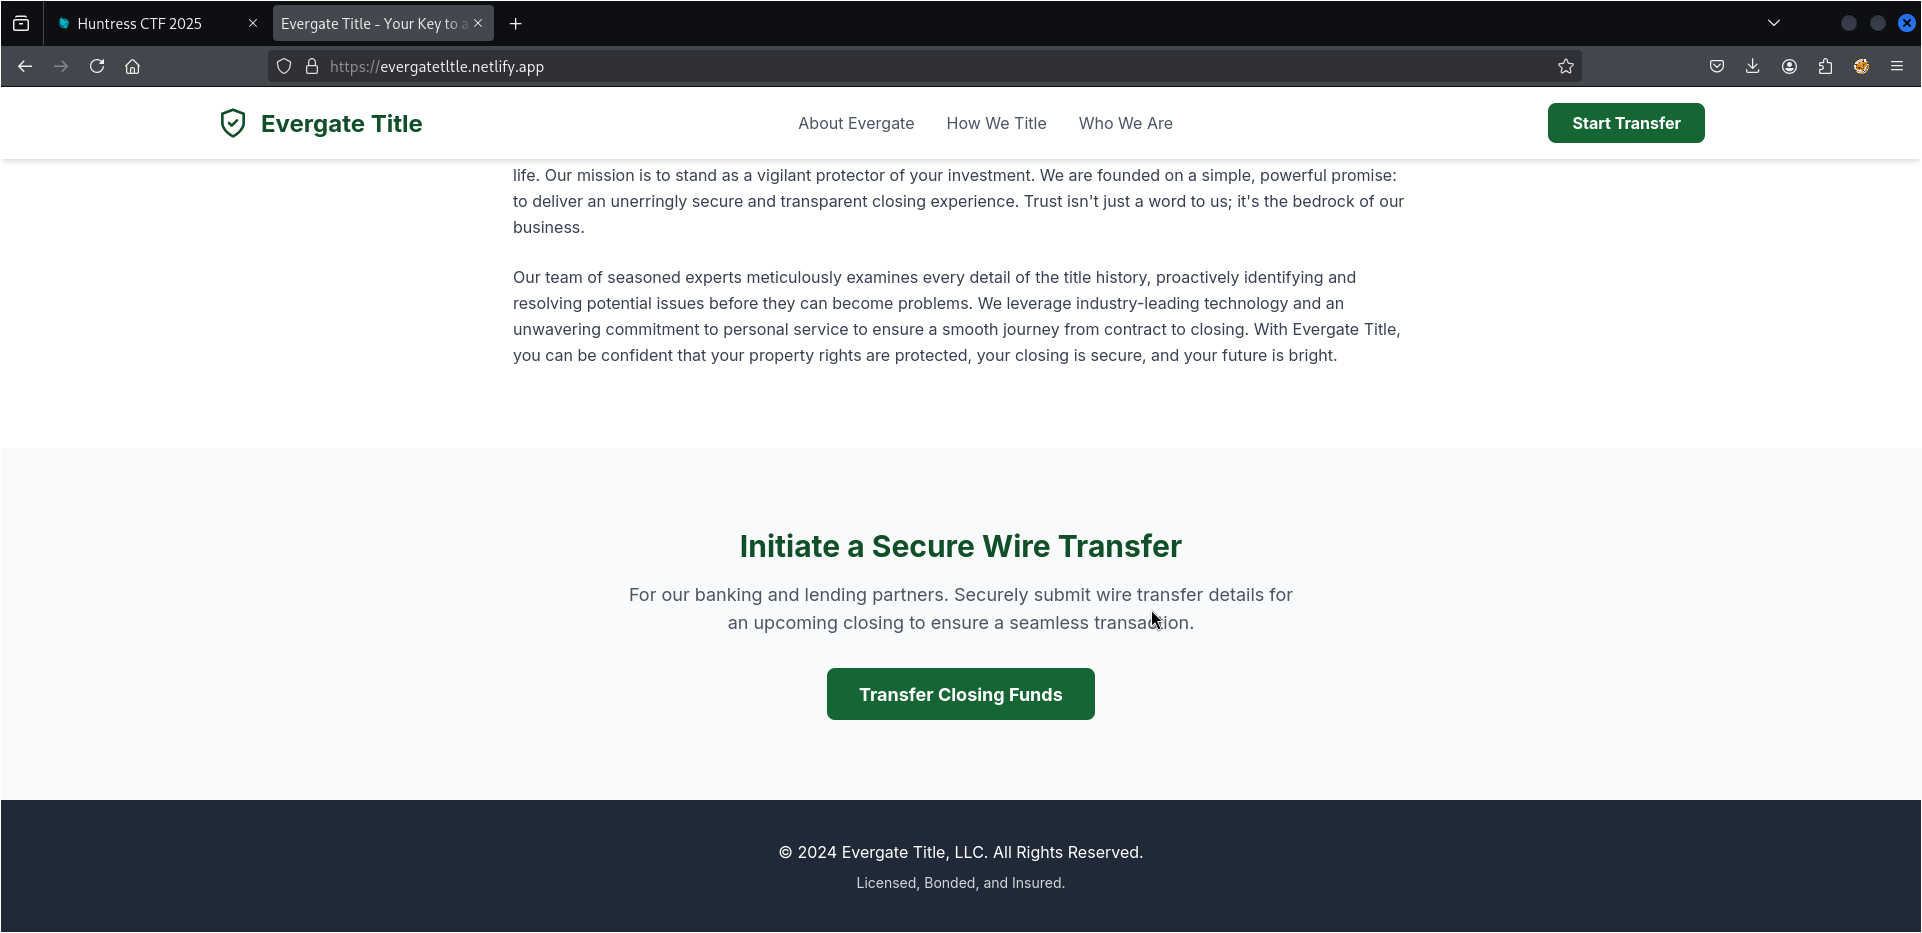 Huntress CTF 2025
Evergate Title - Your Key to a
https://evergatetltle.netlify.app
Evergate Title
About Evergate
How We Title
Who We Are
Start Transfer
life. Our mission is to stand as a vigilant protector of your investment. We are founded on a simple, powerful promise:
to deliver an unerringly secure and transparent closing experience. Trust isn't just a word to us; it's the bedrock of our
business.
Our team of seasoned experts meticulously examines every detail of the title history, proactively identifying and
resolving potential issues before they can become problems. We leverage industry-leading technology and an
unwavering commitment to personal service to ensure a smooth journey from contract to closing. With Evergate Title,
you can be confident that your property rights are protected, your closing is secure, and your future is bright.
Initiate a Secure Wire Transfer
For our banking and lending partners. Securely submit wire transfer details for
an upcoming closing to ensure a seamless transaction.
Transfer Closing Funds
© 2024 Evergate Title, LLC. All Rights Reserved.
Licensed, Bonded, and Insured.